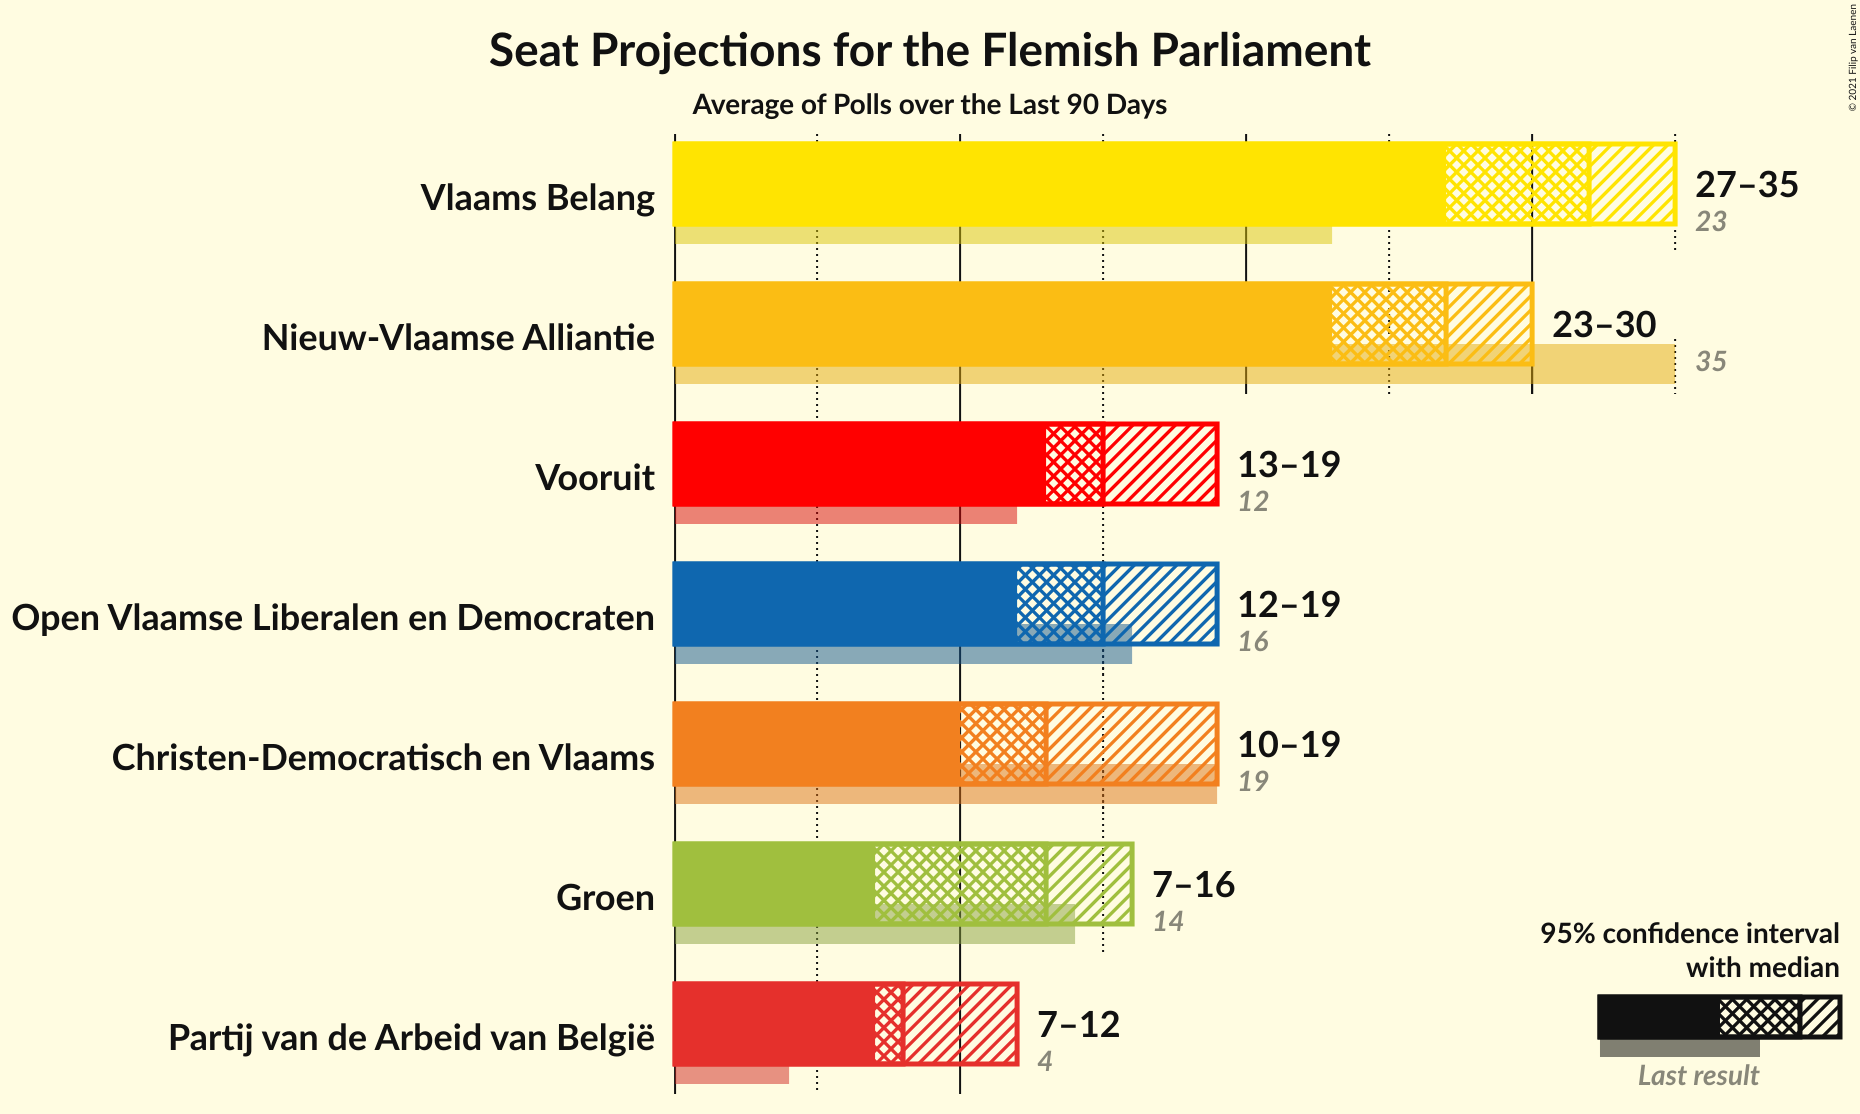 Seat Projections for the Flemish Parliament
Average of Polls over the Last 90 Days
© 2021 Filip van Laenen
Vlaams Belang
27–35
23
Nieuw-Vlaamse Alliantie
23–30
35
Vooruit
13–19
12
Open Vlaamse Liberalen en Democraten
12–19
16
Christen-Democratisch en Vlaams
10–19
19
Groen
7–16
14
Partij van de Arbeid van België
7–12
4
95% confidence interval
with median
Last result